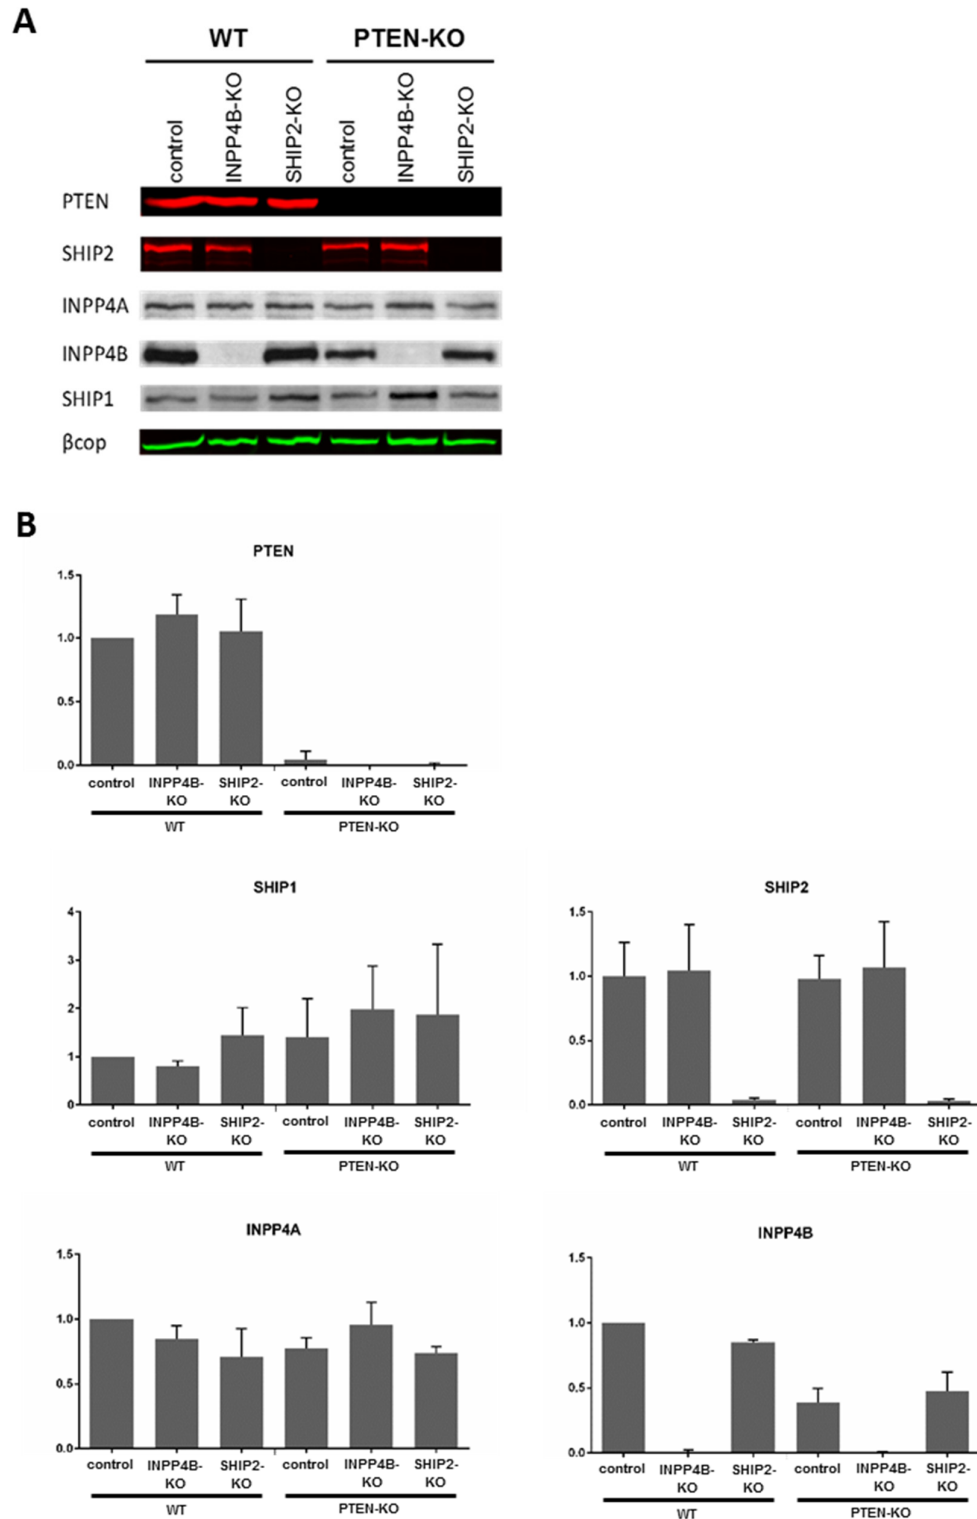 A
WT PTEN-KO
control INPP4B-KO SHIP2-KO control INPP4B-KO SHIP2-KO
PTEN
SHIP2
INPP4A
INPP4B
SHIP1
βcop
B
PTEN
1.5
1.0
0.5
0.0
control INPP4B- SHIP2- control INPP4B- SHIP2-
KO KO KO KO
WT PTEN-KO
SHIP1
4
3
2
1
0
control INPP4B- SHIP2- control INPP4B- SHIP2-
KO KO KO KO
WT PTEN-KO
SHIP2
1.5
1.0
0.5
0.0
control INPP4B- SHIP2- control INPP4B- SHIP2-
KO KO KO KO
WT PTEN-KO
INPP4A
1.5
1.0
0.5
0.0
control INPP4B- SHIP2- control INPP4B- SHIP2-
KO KO KO KO
WT PTEN-KO
INPP4B
1.5
1.0
0.5
0.0
control INPP4B- SHIP2- control INPP4B- SHIP2-
KO KO KO KO
WT PTEN-KO